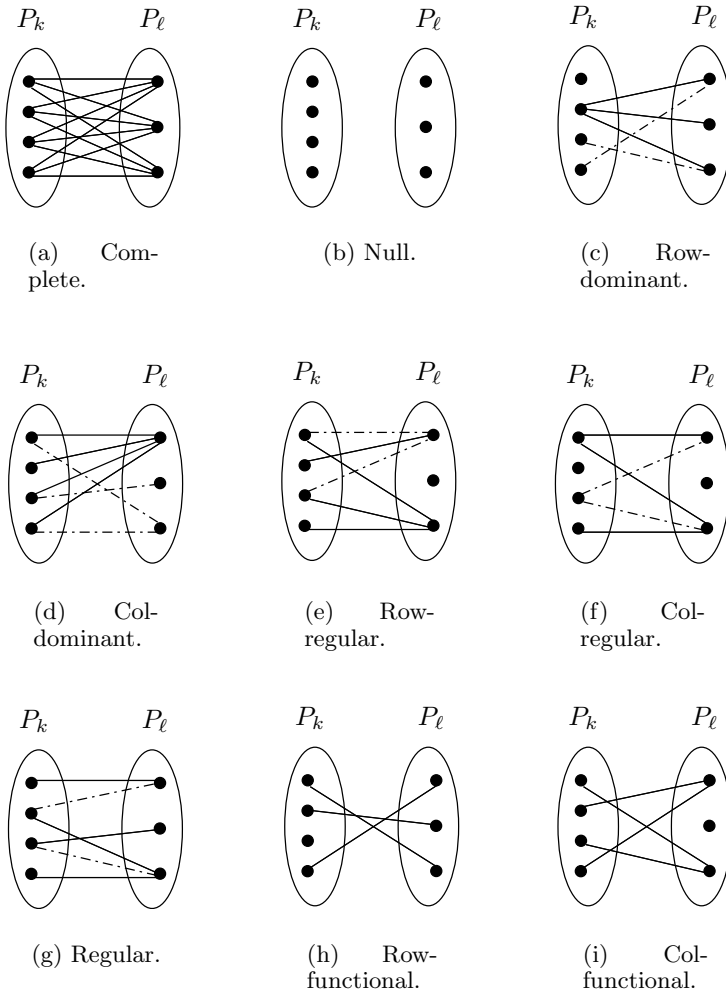 P_k P_ℓ P_k P_ℓ P_k P_ℓ
(a) Com-
plete.
(b) Null.
(c) Row-
dominant.
P_k P_ℓ P_k P_ℓ P_k P_ℓ
(d) Col-
dominant.
(e) Row-
regular.
(f) Col-
regular.
P_k P_ℓ P_k P_ℓ P_k P_ℓ
(g) Regular.
(h) Row-
functional.
(i) Col-
functional.